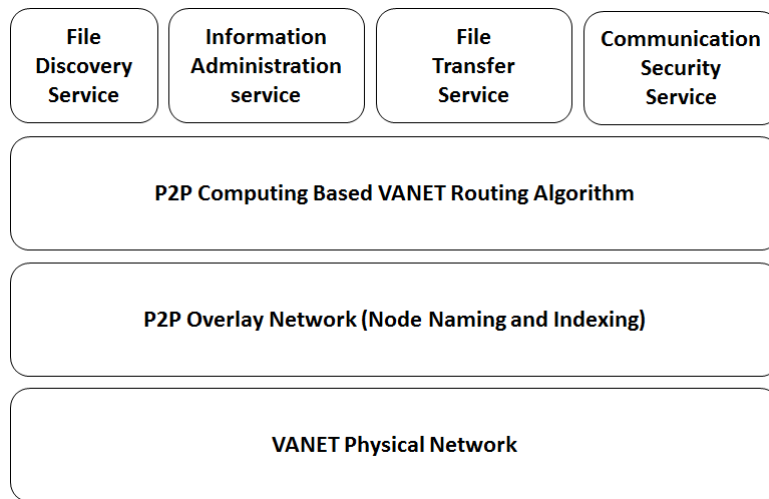 File
Discovery
Service
Information
Administration
service
File
Transfer
Service
Communication
Security
Service
P2P Computing Based VANET Routing Algorithm
P2P Overlay Network (Node Naming and Indexing)
VANET Physical Network